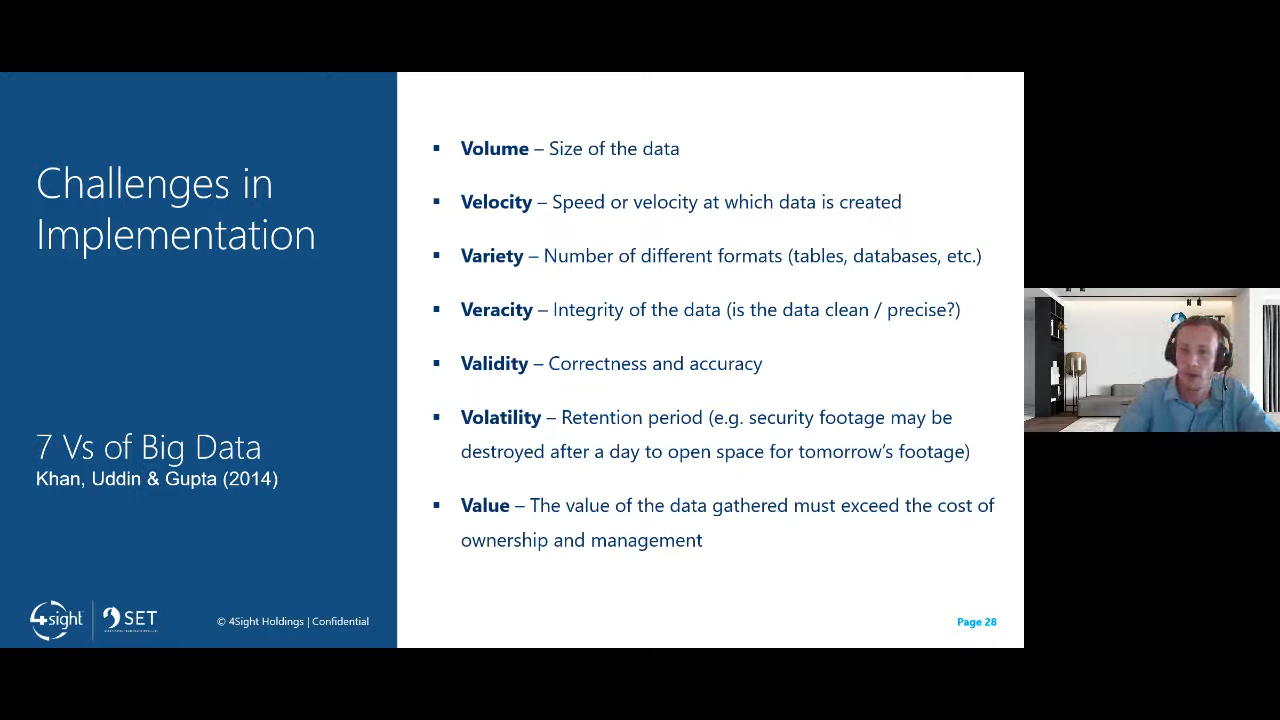 Challenges in
Implementation
7 Vs of Big Data
Khan, Uddin & Gupta (2014)
4sight
SET
© 4Sight Holdings | Confidential
▪ Volume – Size of the data
▪ Velocity – Speed or velocity at which data is created
▪ Variety – Number of different formats (tables, databases, etc.)
▪ Veracity – Integrity of the data (is the data clean / precise?)
▪ Validity – Correctness and accuracy
▪ Volatility – Retention period (e.g. security footage may be
destroyed after a day to open space for tomorrow’s footage)
▪ Value – The value of the data gathered must exceed the cost of
ownership and management
Page 28